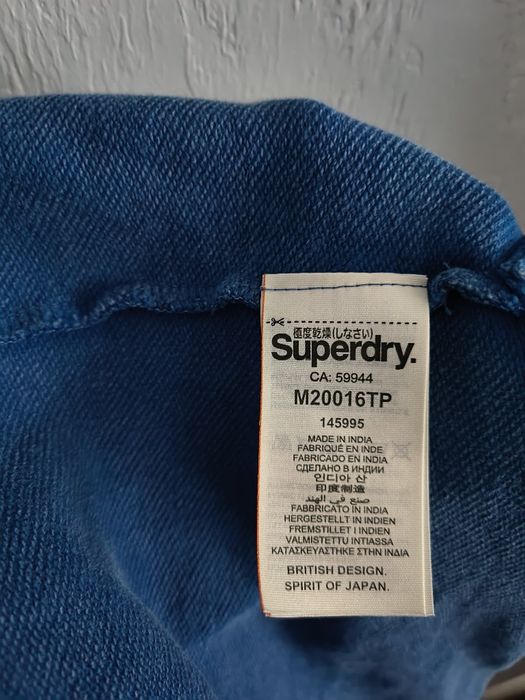 極度乾燥(しなさい)
Superdry.
CA: 59944
M20016TP
145995
MADE IN INDIA
FABRIQUÉ EN INDE
FABRICADO EN INDIA
СДЕЛАНО В ИНДИИ
인디아 산
印度制造
صنع في الهند
FABBRICATO IN INDIA
HERGESTELLT IN INDIEN
FREMSTILLET I INDIEN
VALMISTETTU INTIASSA
ΚΑΤΑΣΚΕΥΑΣΤΗΚΕ ΣΤΗΝ ΙΝΔΙΑ
BRITISH DESIGN.
SPIRIT OF JAPAN.